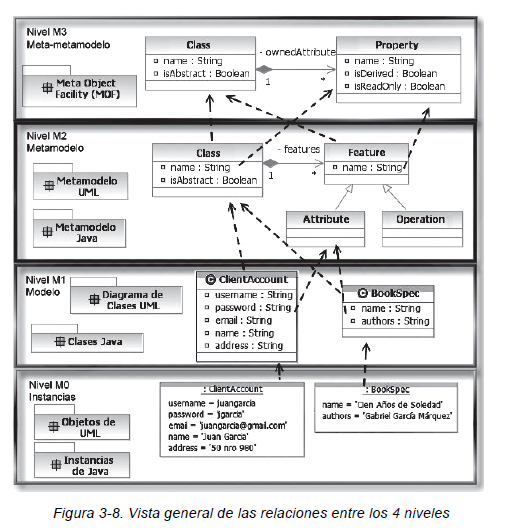 Nivel M3
Meta-metamodelo
Meta Object
Facility (MOF)
Class
name : String
isAbstract : Boolean
- ownedAttribute
1
*
Property
name : String
isDerived : Boolean
isReadOnly : Boolean
Nivel M2
Metamodelo
Metamodelo
UML
Metamodelo
Java
Class
name : String
isAbstract : Boolean
- features
1
*
Feature
name : String
Attribute
Operation
Nivel M1
Modelo
Diagrama de
Clases UML
Clases Java
ClientAccount
username : String
password : String
email : String
name : String
address : String
BookSpec
name : String
authors : String
Nivel M0
Instancias
Objetos de
UML
Instancias
de Java
: ClientAccount
username = juangarcia
password = jgarcia'
email = 'juangarcia@gmail.com'
name = "Juan Garcia'
address = '50 nro 980'
: BookSpec
name = 'Cien Años de Soledad'
authors = 'Gabriel García Márquez'
Figura 3-8. Vista general de las relaciones entre los 4 niveles